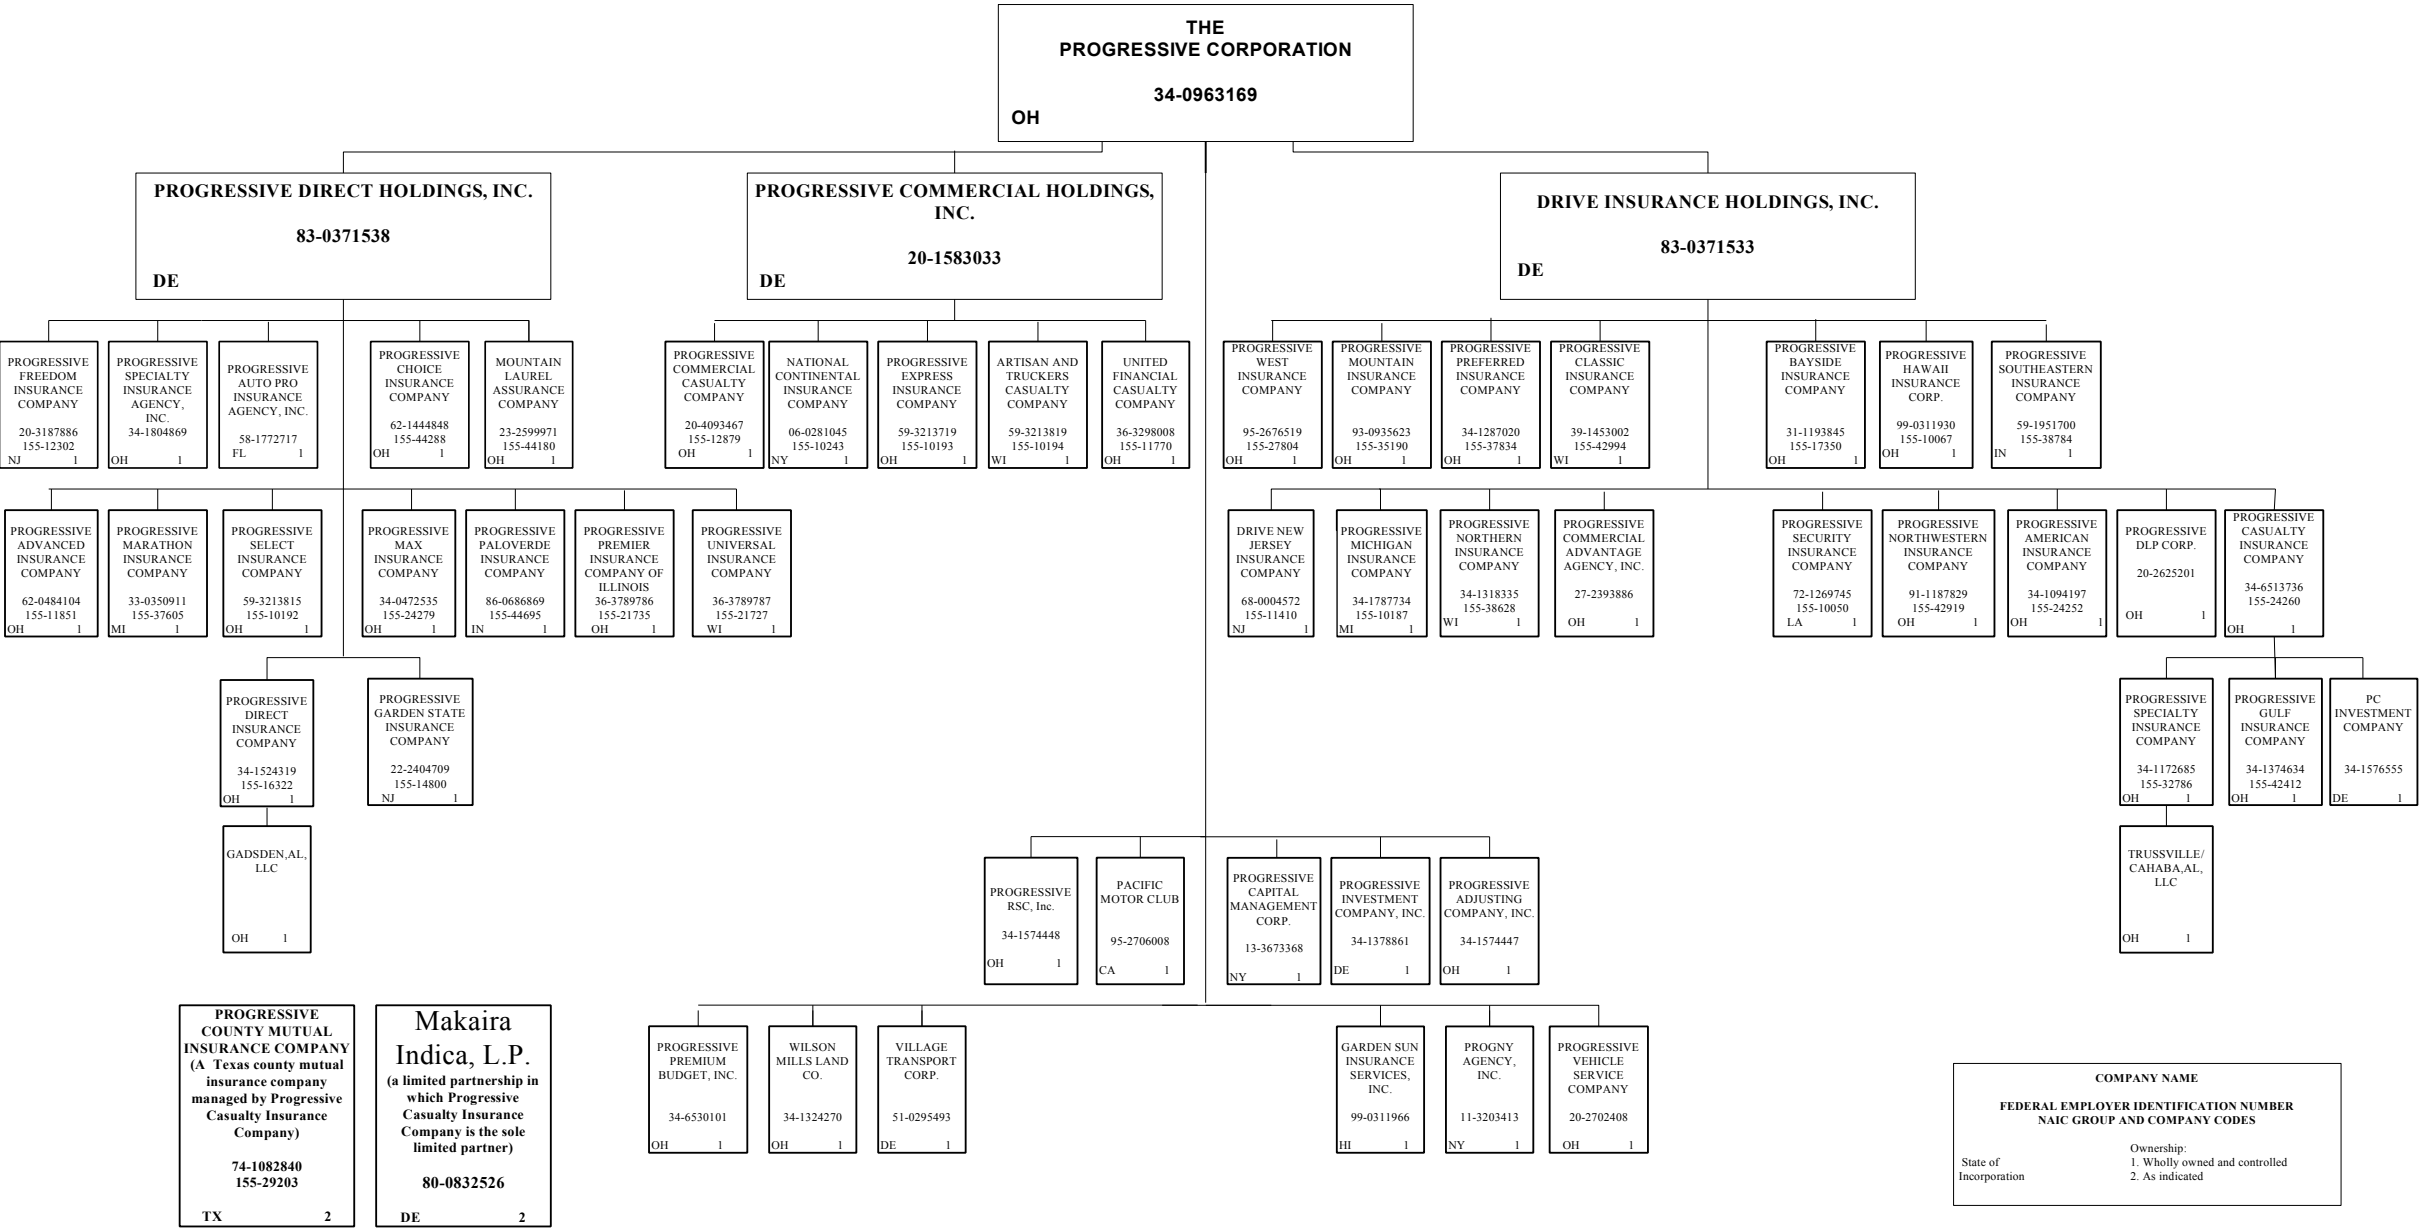 THE
PROGRESSIVE CORPORATION
34-0963169
OH
PROGRESSIVE DIRECT HOLDINGS, INC.
83-0371538
DE
PROGRESSIVE COMMERCIAL HOLDINGS,
INC.
20-1583033
DE
DRIVE INSURANCE HOLDINGS, INC.
83-0371533
DE
PROGRESSIVE
FREEDOM
INSURANCE
COMPANY
20-3187886
155-12302
NJ 1
PROGRESSIVE
SPECIALTY
INSURANCE
AGENCY,
INC.
34-1804869
OH 1
PROGRESSIVE
AUTO PRO
INSURANCE
AGENCY, INC.
58-1772717
FL 1
PROGRESSIVE
CHOICE
INSURANCE
COMPANY
62-1444848
155-44288
OH 1
MOUNTAIN
LAUREL
ASSURANCE
COMPANY
23-2599971
155-44180
OH 1
PROGRESSIVE
COMMERCIAL
CASUALTY
COMPANY
20-4093467
155-12879
OH 1
NATIONAL
CONTINENTAL
INSURANCE
COMPANY
06-0281045
155-10243
NY 1
PROGRESSIVE
EXPRESS
INSURANCE
COMPANY
59-3213719
155-10193
OH 1
ARTISAN AND
TRUCKERS
CASUALTY
COMPANY
59-3213819
155-10194
WI 1
UNITED
FINANCIAL
CASUALTY
COMPANY
36-3298008
155-11770
OH 1
PROGRESSIVE
WEST
INSURANCE
COMPANY
95-2676519
155-27804
OH 1
PROGRESSIVE
MOUNTAIN
INSURANCE
COMPANY
93-0935623
155-35190
OH 1
PROGRESSIVE
PREFERRED
INSURANCE
COMPANY
34-1287020
155-37834
OH 1
PROGRESSIVE
CLASSIC
INSURANCE
COMPANY
39-1453002
155-42994
WI 1
PROGRESSIVE
BAYSIDE
INSURANCE
COMPANY
31-1193845
155-17350
OH 1
PROGRESSIVE
HAWAII
INSURANCE
CORP.
99-0311930
155-10067
OH 1
PROGRESSIVE
SOUTHEASTERN
INSURANCE
COMPANY
59-1951700
155-38784
IN 1
PROGRESSIVE
ADVANCED
INSURANCE
COMPANY
62-0484104
155-11851
OH 1
PROGRESSIVE
MARATHON
INSURANCE
COMPANY
33-0350911
155-37605
MI 1
PROGRESSIVE
SELECT
INSURANCE
COMPANY
59-3213815
155-10192
OH 1
PROGRESSIVE
MAX
INSURANCE
COMPANY
34-0472535
155-24279
OH 1
PROGRESSIVE
PALOVERDE
INSURANCE
COMPANY
86-0686869
155-44695
IN 1
PROGRESSIVE
PREMIER
INSURANCE
COMPANY OF
ILLINOIS
36-3789786
155-21735
OH 1
PROGRESSIVE
UNIVERSAL
INSURANCE
COMPANY
36-3789787
155-21727
WI 1
DRIVE NEW
JERSEY
INSURANCE
COMPANY
68-0004572
155-11410
NJ 1
PROGRESSIVE
MICHIGAN
INSURANCE
COMPANY
34-1787734
155-10187
MI 1
PROGRESSIVE
NORTHERN
INSURANCE
COMPANY
34-1318335
155-38628
WI 1
PROGRESSIVE
COMMERCIAL
ADVANTAGE
AGENCY, INC.
27-2393886
OH 1
PROGRESSIVE
SECURITY
INSURANCE
COMPANY
72-1269745
155-10050
LA 1
PROGRESSIVE
NORTHWESTERN
INSURANCE
COMPANY
91-1187829
155-42919
OH 1
PROGRESSIVE
AMERICAN
INSURANCE
COMPANY
34-1094197
155-24252
OH 1
PROGRESSIVE
DLP CORP.
20-2625201
OH 1
PROGRESSIVE
CASUALTY
INSURANCE
COMPANY
34-6513736
155-24260
OH 1
PROGRESSIVE
DIRECT
INSURANCE
COMPANY
34-1524319
155-16322
OH 1
PROGRESSIVE
GARDEN STATE
INSURANCE
COMPANY
22-2404709
155-14800
NJ 1
PROGRESSIVE
SPECIALTY
INSURANCE
COMPANY
34-1172685
155-32786
OH 1
PROGRESSIVE
GULF
INSURANCE
COMPANY
34-1374634
155-42412
OH 1
PC
INVESTMENT
COMPANY
34-1576555
DE 1
GADSDEN,AL,
LLC
OH 1
PROGRESSIVE
RSC, Inc.
34-1574448
OH 1
PACIFIC
MOTOR CLUB
95-2706008
CA 1
PROGRESSIVE
CAPITAL
MANAGEMENT
CORP.
13-3673368
NY 1
PROGRESSIVE
INVESTMENT
COMPANY, INC.
34-1378861
DE 1
PROGRESSIVE
ADJUSTING
COMPANY, INC.
34-1574447
OH 1
TRUSSVILLE/
CAHABA,AL,
LLC
OH 1
PROGRESSIVE
COUNTY MUTUAL
INSURANCE COMPANY
(A Texas county mutual
insurance company
managed by Progressive
Casualty Insurance
Company)
74-1082840
155-29203
TX 2
Makaira
Indica, L.P.
(a limited partnership in
which Progressive
Casualty Insurance
Company is the sole
limited partner)
80-0832526
DE 2
PROGRESSIVE
PREMIUM
BUDGET, INC.
34-6530101
OH 1
WILSON
MILLS LAND
CO.
34-1324270
OH 1
VILLAGE
TRANSPORT
CORP.
51-0295493
DE 1
GARDEN SUN
INSURANCE
SERVICES,
INC.
99-0311966
HI 1
PROGNY
AGENCY,
INC.
11-3203413
NY 1
PROGRESSIVE
VEHICLE
SERVICE
COMPANY
20-2702408
OH 1
COMPANY NAME
FEDERAL EMPLOYER IDENTIFICATION NUMBER
NAIC GROUP AND COMPANY CODES
Ownership:
State of 1. Wholly owned and controlled
Incorporation 2. As indicated